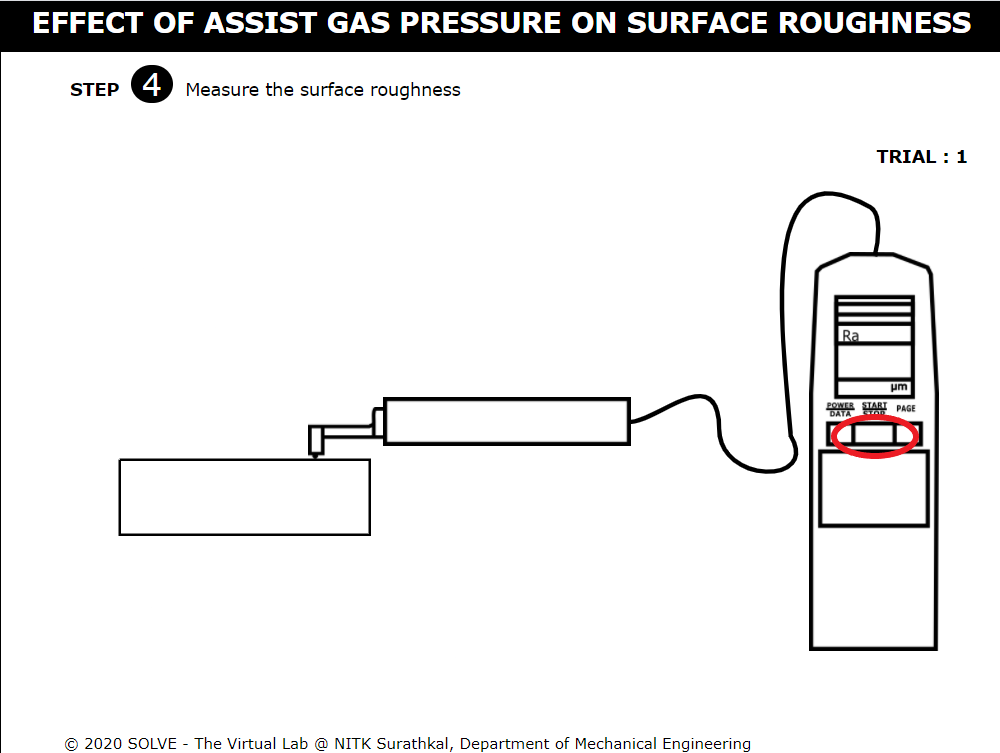 EFFECT OF ASSIST GAS PRESSURE ON SURFACE ROUGHNESS
STEP 4 Measure the surface roughness
TRIAL : 1
Ra
µm
POWER START PAGE
DATA STOP
© 2020 SOLVE - The Virtual Lab @ NITK Surathkal, Department of Mechanical Engineering